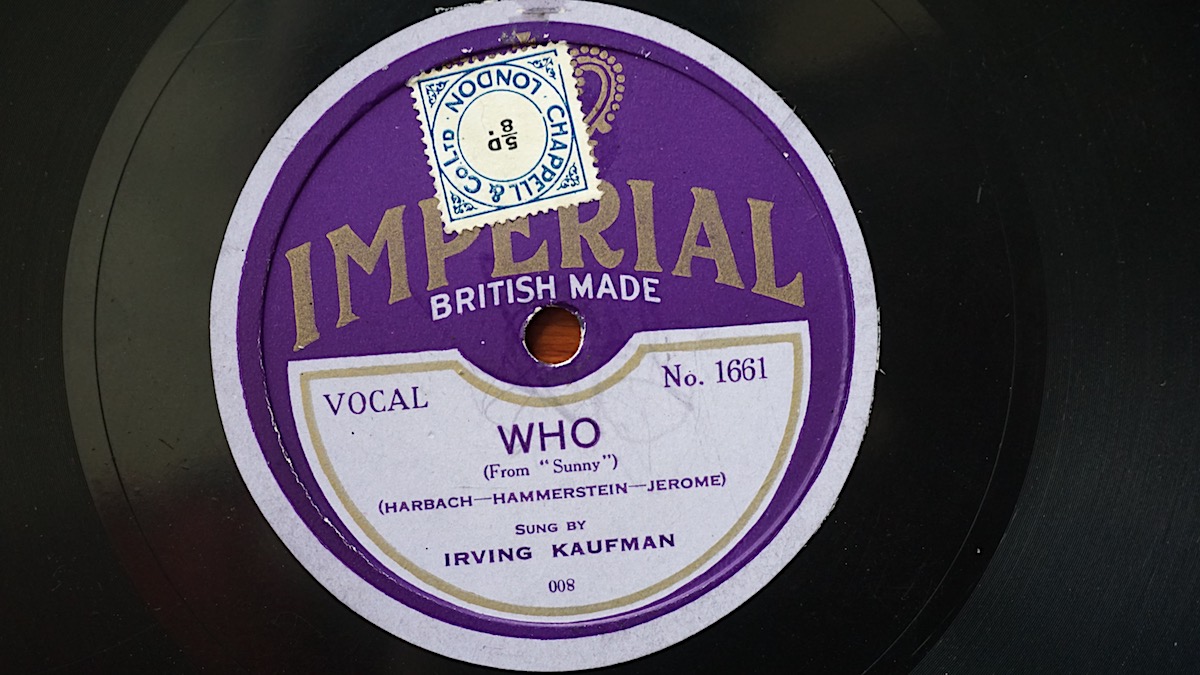 CHAPPELL & CO. LTD · LONDON ·
5/8 D.
IMPERIAL
BRITISH MADE
VOCAL
No. 1661
WHO
(From “Sunny”)
(HARBACH—HAMMERSTEIN—JEROME)
SUNG BY
IRVING KAUFMAN
008